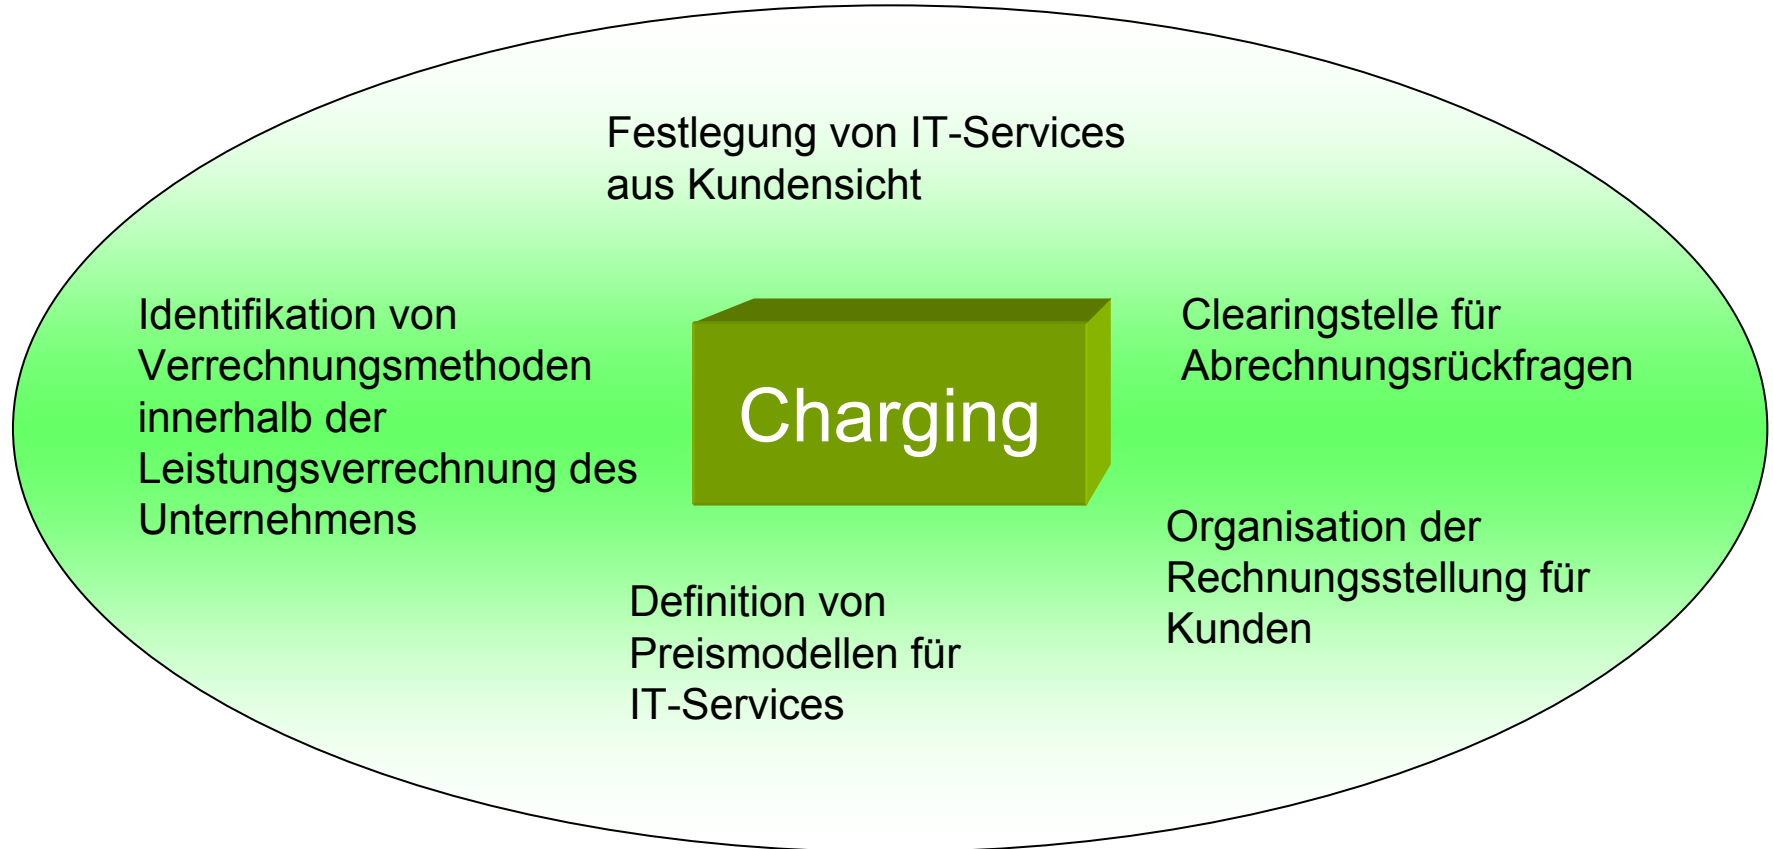 Festlegung von IT-Services
aus Kundensicht
Identifikation von
Verrechnungsmethoden
innerhalb der
Leistungsverrechnung des
Unternehmens
Charging
Clearingstelle für
Abrechnungsrückfragen
Organisation der
Rechnungsstellung für
Kunden
Definition von
Preismodellen für
IT-Services